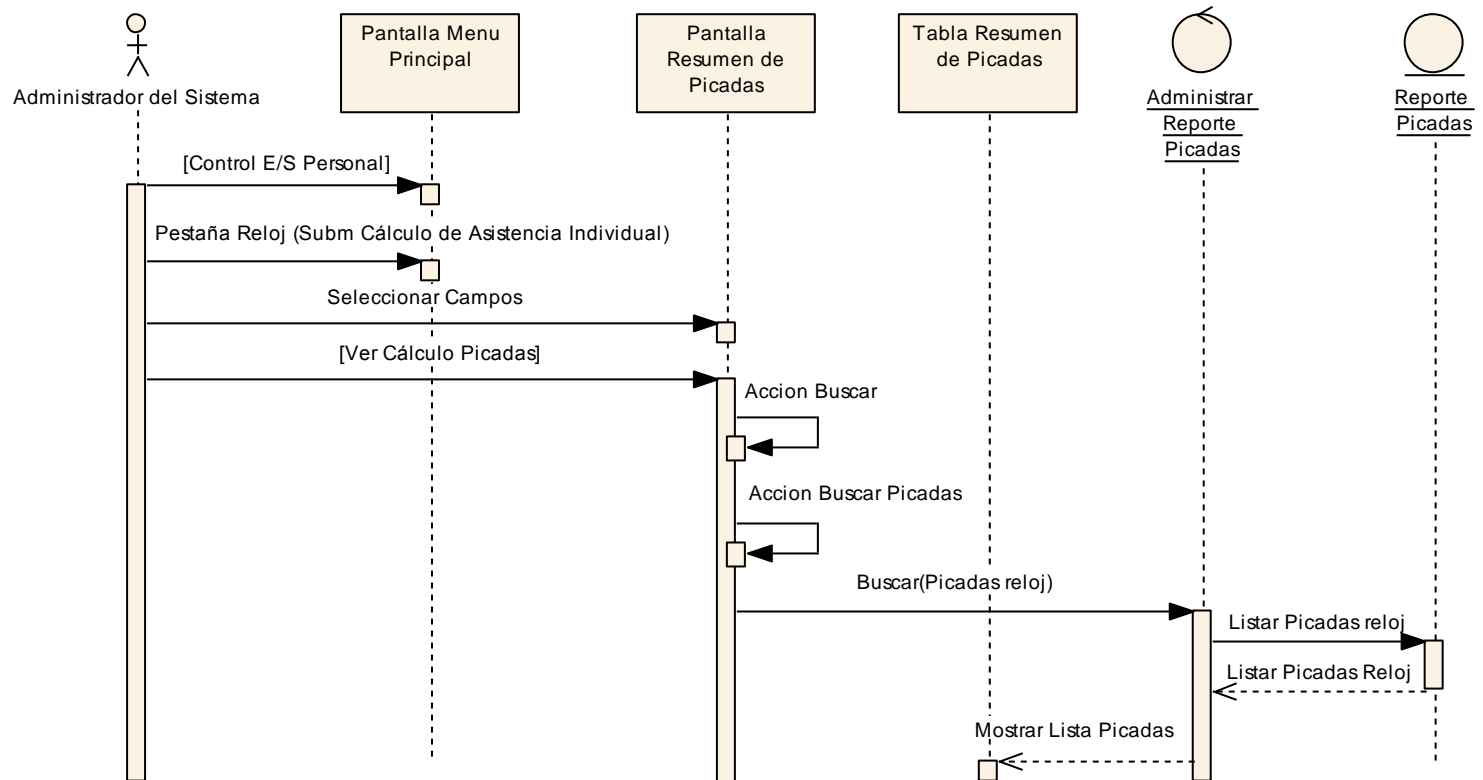 Pantalla Menu
Principal
Pantalla
Resumen de
Picadas
Tabla Resumen
de Picadas
Administrador del Sistema
Administrar
Reporte
Picadas
Reporte
Picadas
[Control E/S Personal]
Pestaña Reloj (Subm Cálculo de Asistencia Individual)
Seleccionar Campos
[Ver Cálculo Picadas]
Accion Buscar
Accion Buscar Picadas
Buscar(Picadas reloj)
Listar Picadas reloj
Listar Picadas Reloj
Mostrar Lista Picadas